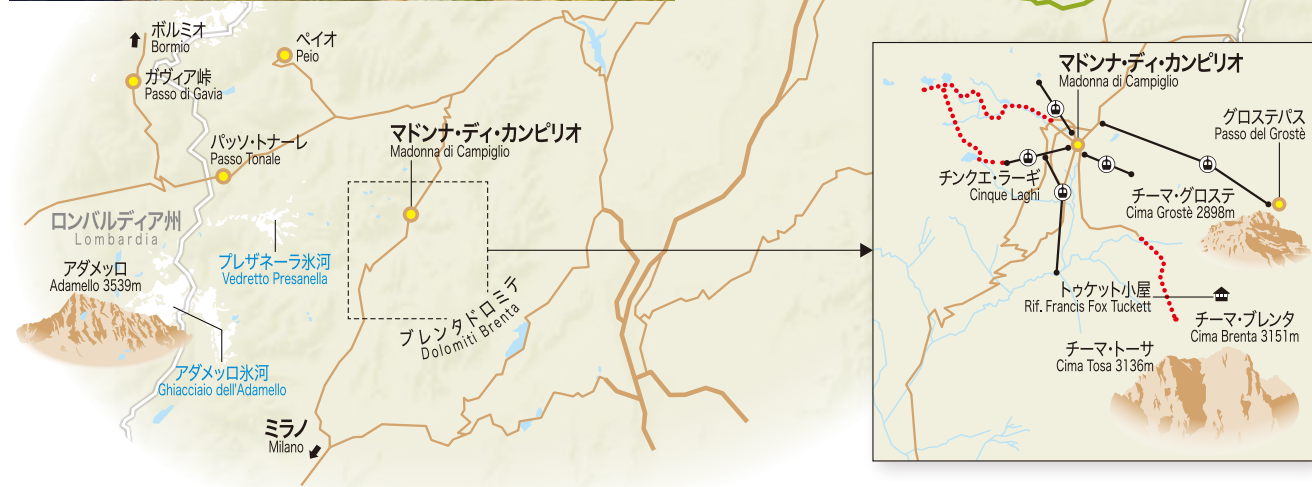 ボルミオ
Bormio
ペイオ
Peio
ガヴィア峠
Passo di Gavia
パッソ・トナーレ
Passo Tonale
マドンナ・ディ・カンピリオ
Madonna di Campiglio
ロンバルディア州
Lombardia
アダメッロ
Adamello 3539m
プレザネーラ氷河
Vedretto Presanella
ブレンタドロミテ
Dolomiti Brenta
アダメッロ氷河
Ghiacciaio dell'Adamello
ミラノ
Milano
マドンナ・ディ・カンピリオ
Madonna di Campiglio
グロステパス
Passo del Grostè
チンクエ・ラーギ
Cinque Laghi
チーマ・グロステ
Cima Grostè 2898m
トゥケット小屋
Rif. Francis Fox Tuckett
チーマ・ブレンタ
Cima Brenta 3151m
チーマ・トーサ
Cima Tosa 3136m